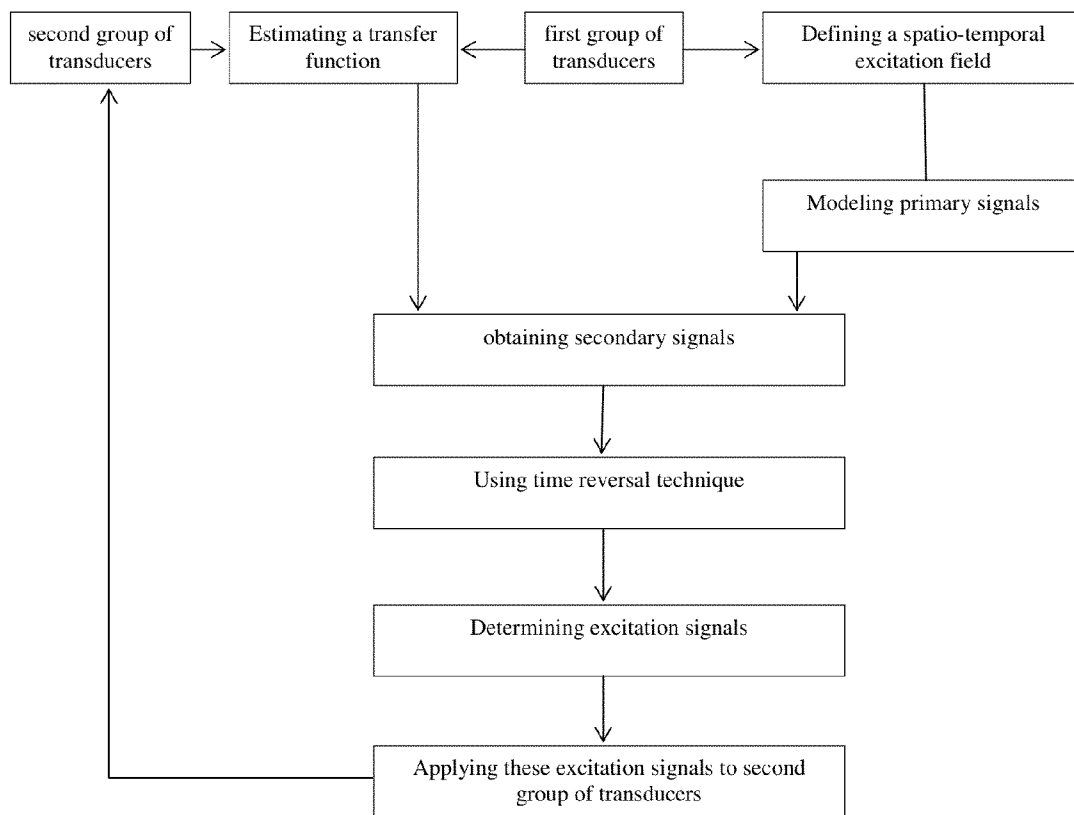 second group of
transducers
Estimating a transfer
function
first group of
transducers
Defining a spatio-temporal
excitation field
Modeling primary signals
obtaining secondary signals
Using time reversal technique
Determining excitation signals
Applying these excitation signals to second
group of transducers